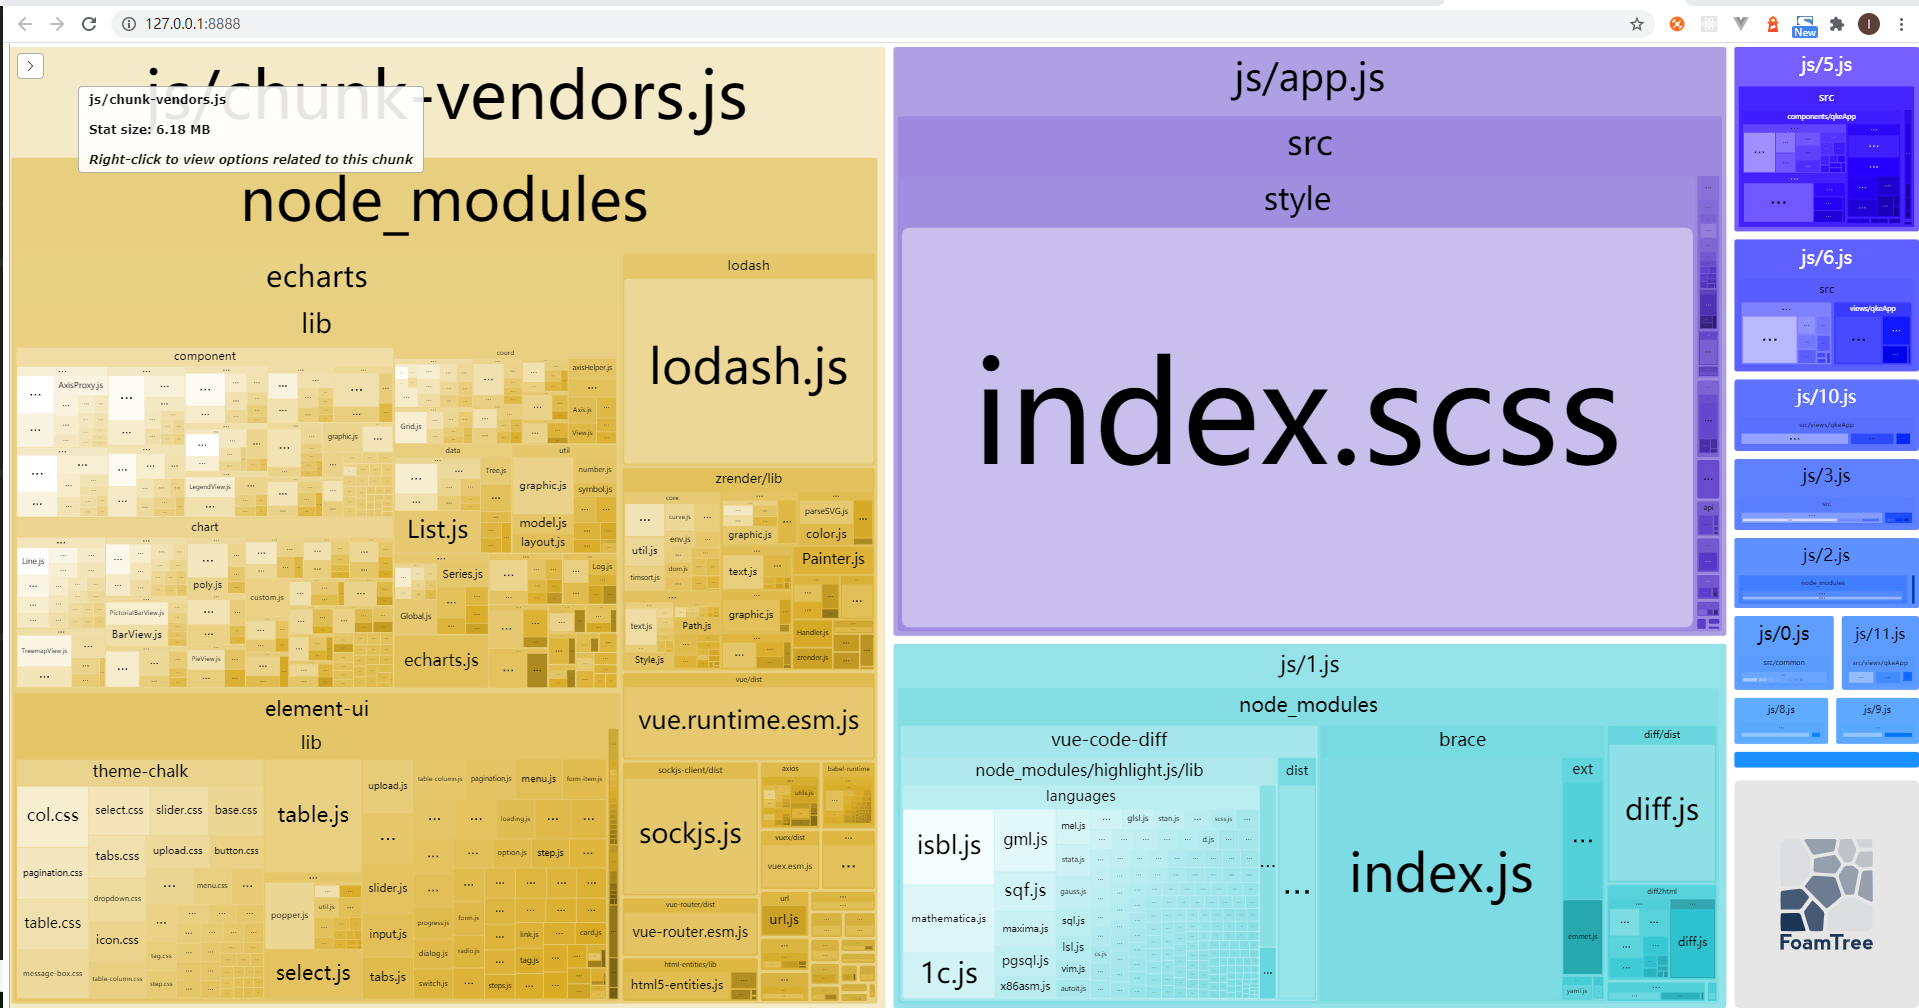 127.0.0.1:8888
New
I
js/chunk-vendors.js
js/chunk-vendors.js
Stat size: 6.18 MB
Right-click to view options related to this chunk
node_modules
echarts
lib
component
AxisProxy.js
graphic.js
LegendView.js
chart
Line.js
poly.js
custom.js
PictorialBarView.js
BarView.js
TreemapView.js
PieView.js
coord
axisHelper.js
Axis.js
Grid.js
View.js
data
util
Tree.js
number.js
graphic.js
symbol.js
List.js
model.js
layout.js
Series.js
Log.js
Global.js
echarts.js
lodash
lodash.js
zrender/lib
core
curve.js
parseSVG.js
graphic.js
color.js
env.js
util.js
Painter.js
timsort.js
dom.js
text.js
graphic.js
text.js
Path.js
Handler.js
Style.js
zrender.js
element-ui
lib
theme-chalk
col.css
select.css
slider.css
base.css
tabs.css
upload.css
button.css
pagination.css
menu.css
dropdown.css
table.css
icon.css
tag.css
message-box.css
table-column.css
step.css
table.js
popper.js
util.js
select.js
upload.js
table-column.js
pagination.js
menu.js
form-item.js
loading.js
option.js
step.js
slider.js
progress.js
form.js
input.js
link.js
card.js
dialog.js
radio.js
tag.js
tabs.js
switch.js
steps.js
vue/dist
vue.runtime.esm.js
sockjs-client/dist
sockjs.js
axios
utils.js
babel-runtime
vuex/dist
vuex.esm.js
vue-router/dist
vue-router.esm.js
url
url.js
html-entities/lib
html5-entities.js
js/app.js
src
style
index.scss
api
js/1.js
node_modules
vue-code-diff
node_modules/highlight.js/lib
languages
isbl.js
gml.js
mel.js
glsl.js
stan.js
scss.js
d.js
stata.js
sqf.js
gauss.js
mathematica.js
maxima.js
sql.js
lsl.js
cs.js
1c.js
pgsql.js
vim.js
x86asm.js
autoit.js
dist
brace
index.js
ext
emmet.js
yaml.js
diff/dist
diff.js
diff2html
diff.js
js/5.js
src
components/qkeApp
js/6.js
src
views/qkeApp
js/10.js
src/views/qkeApp
js/3.js
src
js/2.js
node_modules
js/0.js
src/common
js/11.js
src/views/qkeApp
js/8.js
js/9.js
FoamTree